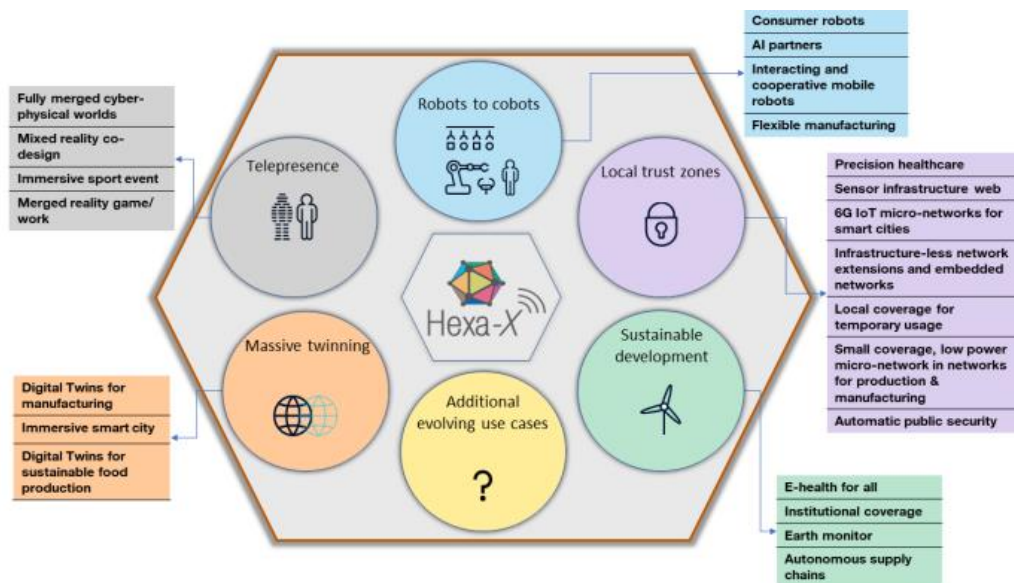 Consumer robots
AI partners
Interacting and
cooperative mobile
robots
Flexible manufacturing
Fully merged cyber-
physical worlds
Mixed reality co-
design
Immersive sport event
Merged reality game/
work
Robots to cobots
Telepresence
Local trust zones
Precision healthcare
Sensor infrastructure web
6G IoT micro-networks for
smart cities
Infrastructure-less network
extensions and embedded
networks
Local coverage for
temporary usage
Small coverage, low power
micro-network in networks
for production &
manufacturing
Automatic public security
Hexa-X
Massive twinning
Sustainable
development
Additional
evolving use cases
?
Digital Twins for
manufacturing
Immersive smart city
Digital Twins for
sustainable food
production
E-health for all
Institutional coverage
Earth monitor
Autonomous supply
chains